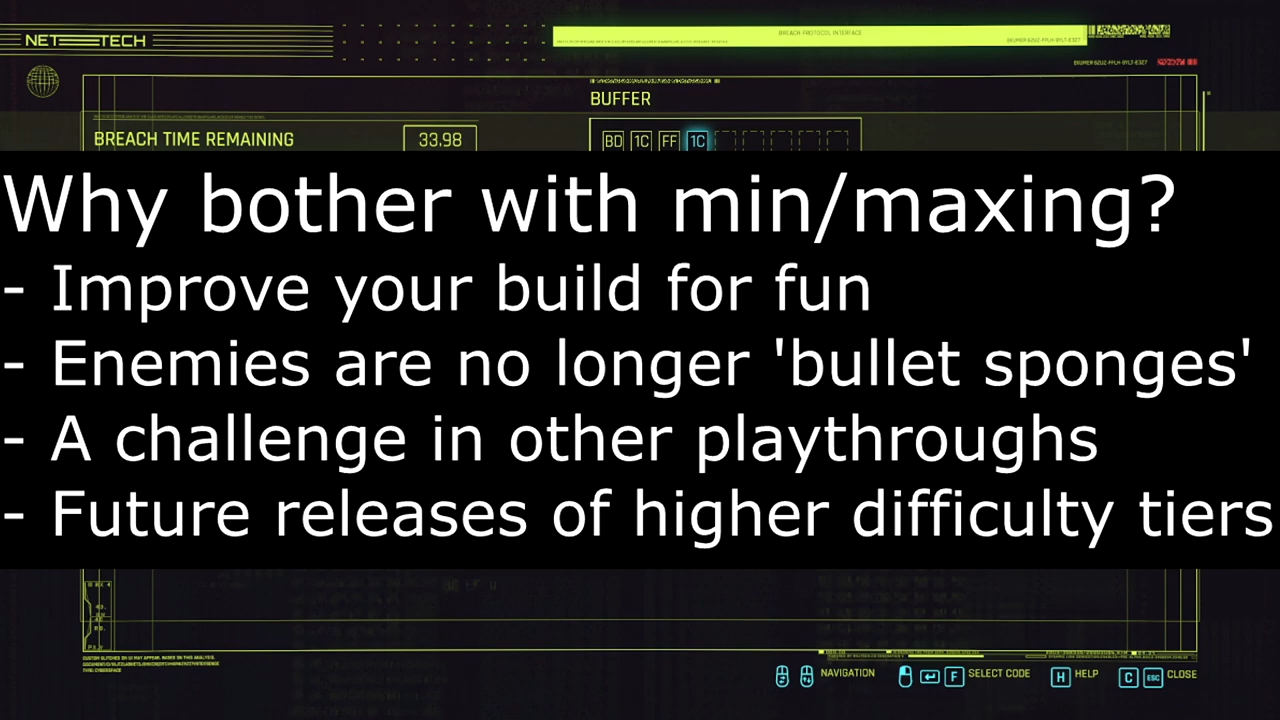 NET TECH
BREACH PROTOCOL INTERFACE
BUFFER
BREACH TIME REMAINING
33.98
BD 1C FF 1C
Why bother with min/maxing?
- Improve your build for fun
- Enemies are no longer 'bullet sponges'
- A challenge in other playthroughs
- Future releases of higher difficulty tiers
NAVIGATION
F SELECT CODE
H HELP
C ESC CLOSE